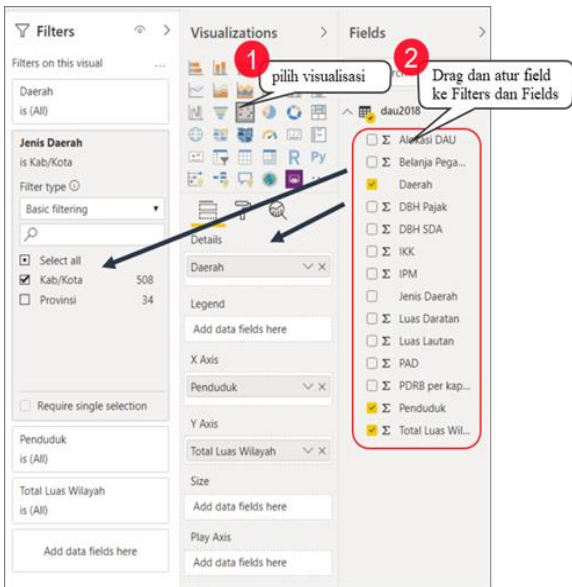 Filters
Filters on this visual
...
Daerah
is (All)
Jenis Daerah
is Kab/Kota
Filter type
Basic filtering
Select all
Kab/Kota 508
Provinsi 34
Require single selection
Penduduk
is (All)
Total Luas Wilayah
is (All)
Add data fields here
Visualizations
1
pilih visualisasi
R Py
Details
Daerah
Legend
Add data fields here
X Axis
Penduduk
Y Axis
Total Luas Wilayah
Size
Add data fields here
Play Axis
Add data fields here
Fields
2
Drag dan atur field
ke Filters dan Fields
dau2018
Σ Alokasi DAU
Σ Belanja Pega...
Daerah
Σ DBH Pajak
Σ DBH SDA
Σ IKK
Σ IPM
Jenis Daerah
Σ Luas Daratan
Σ Luas Lautan
Σ PAD
Σ PDRB per kap...
Σ Penduduk
Σ Total Luas Wil...